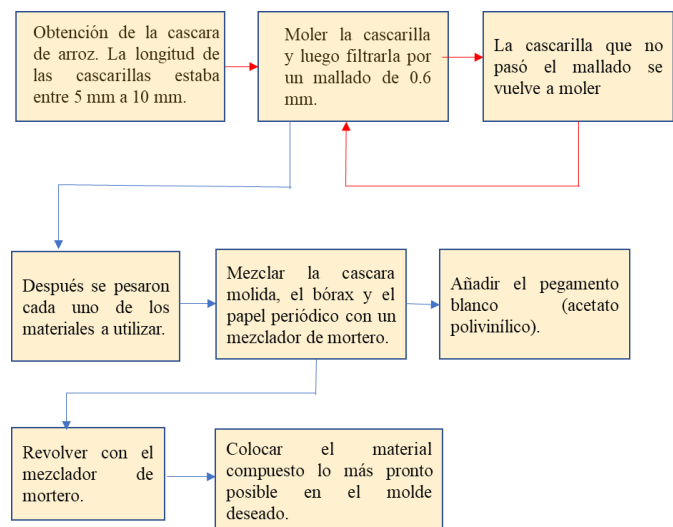 Obtención de la cascara
de arroz. La longitud de
las cascarillas estaba
entre 5 mm a 10 mm.
Moler la cascarilla
y luego filtrarla por
un mallado de 0.6
mm.
La cascarilla que no
pasó el mallado se
vuelve a moler
Después se pesaron
cada uno de los
materiales a utilizar.
Mezclar la cascara
molida, el bórax y el
papel periódico con un
mezclador de mortero.
Añadir el pegamento
blanco (acetato
polivinílico).
Revolver con el
mezclador de
mortero.
Colocar el material
compuesto lo más pronto
posible en el molde
deseado.